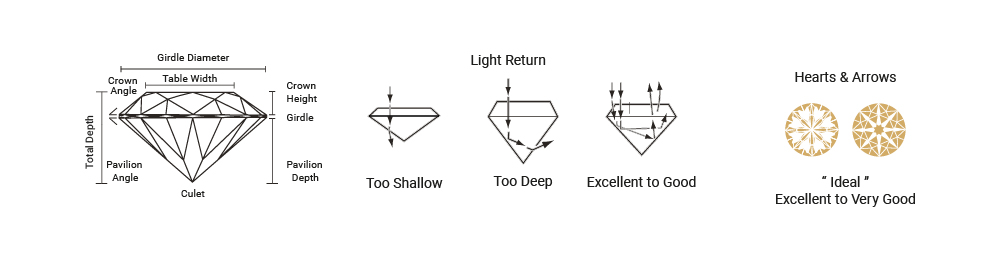 Girdle Diameter
Table Width
Crown
Angle
Crown
Height
Girdle
Total Depth
Pavilion
Angle
Pavilion
Depth
Culet
Light Return
Too Shallow
Too Deep
Excellent to Good
Hearts & Arrows
“ Ideal ”
Excellent to Very Good